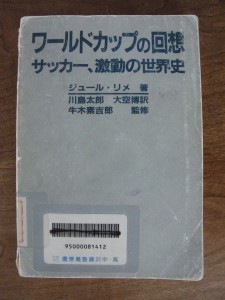 ワールドカップの回想
サッカー、激動の世界史
ジュール・リメ 著
川島太郎 大空博訳
牛木素吉郎 監修
95000081412